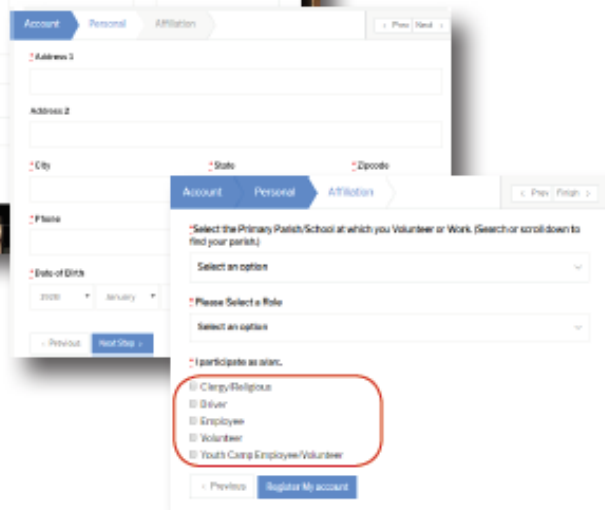 Account Personal Affiliation < Prev Next >
* Address 1
Address 2
* City * State * Zipcode
* Phone
* Date of Birth
January
< Previous Next Step >
Account Personal Affiliation < Prev Finish >
* Select the Primary Parish/School at which you Volunteer or Work. (Search or scroll down to
find your parish.)
Select an option
* Please Select a Role
Select an option
* I participate as a/an:.
Clergy/Religious
Driver
Employee
Volunteer
Youth Camp Employee/Volunteer
< Previous Register My account